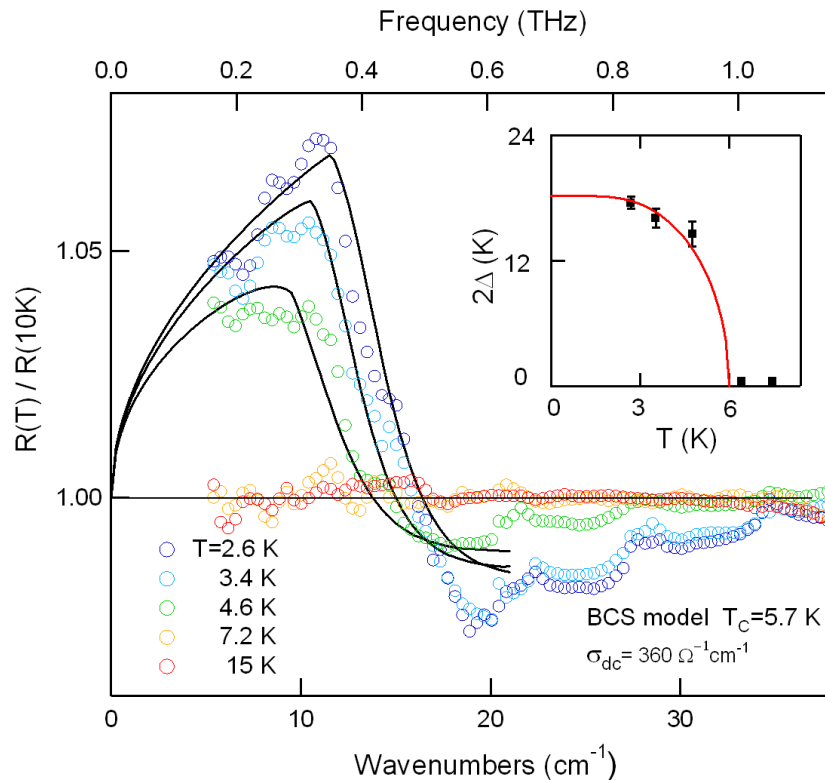 Frequency (THz)
0.0 0.2 0.4 0.6 0.8 1.0
R(T) / R(10K)
1.05
1.00
24
12
0
2Δ (K)
0 3 6
T (K)
T=2.6 K
3.4 K
4.6 K
7.2 K
15 K
BCS model T_C=5.7 K
σ_dc= 360 Ω⁻¹cm⁻¹
0 10 20 30
Wavenumbers (cm⁻¹)